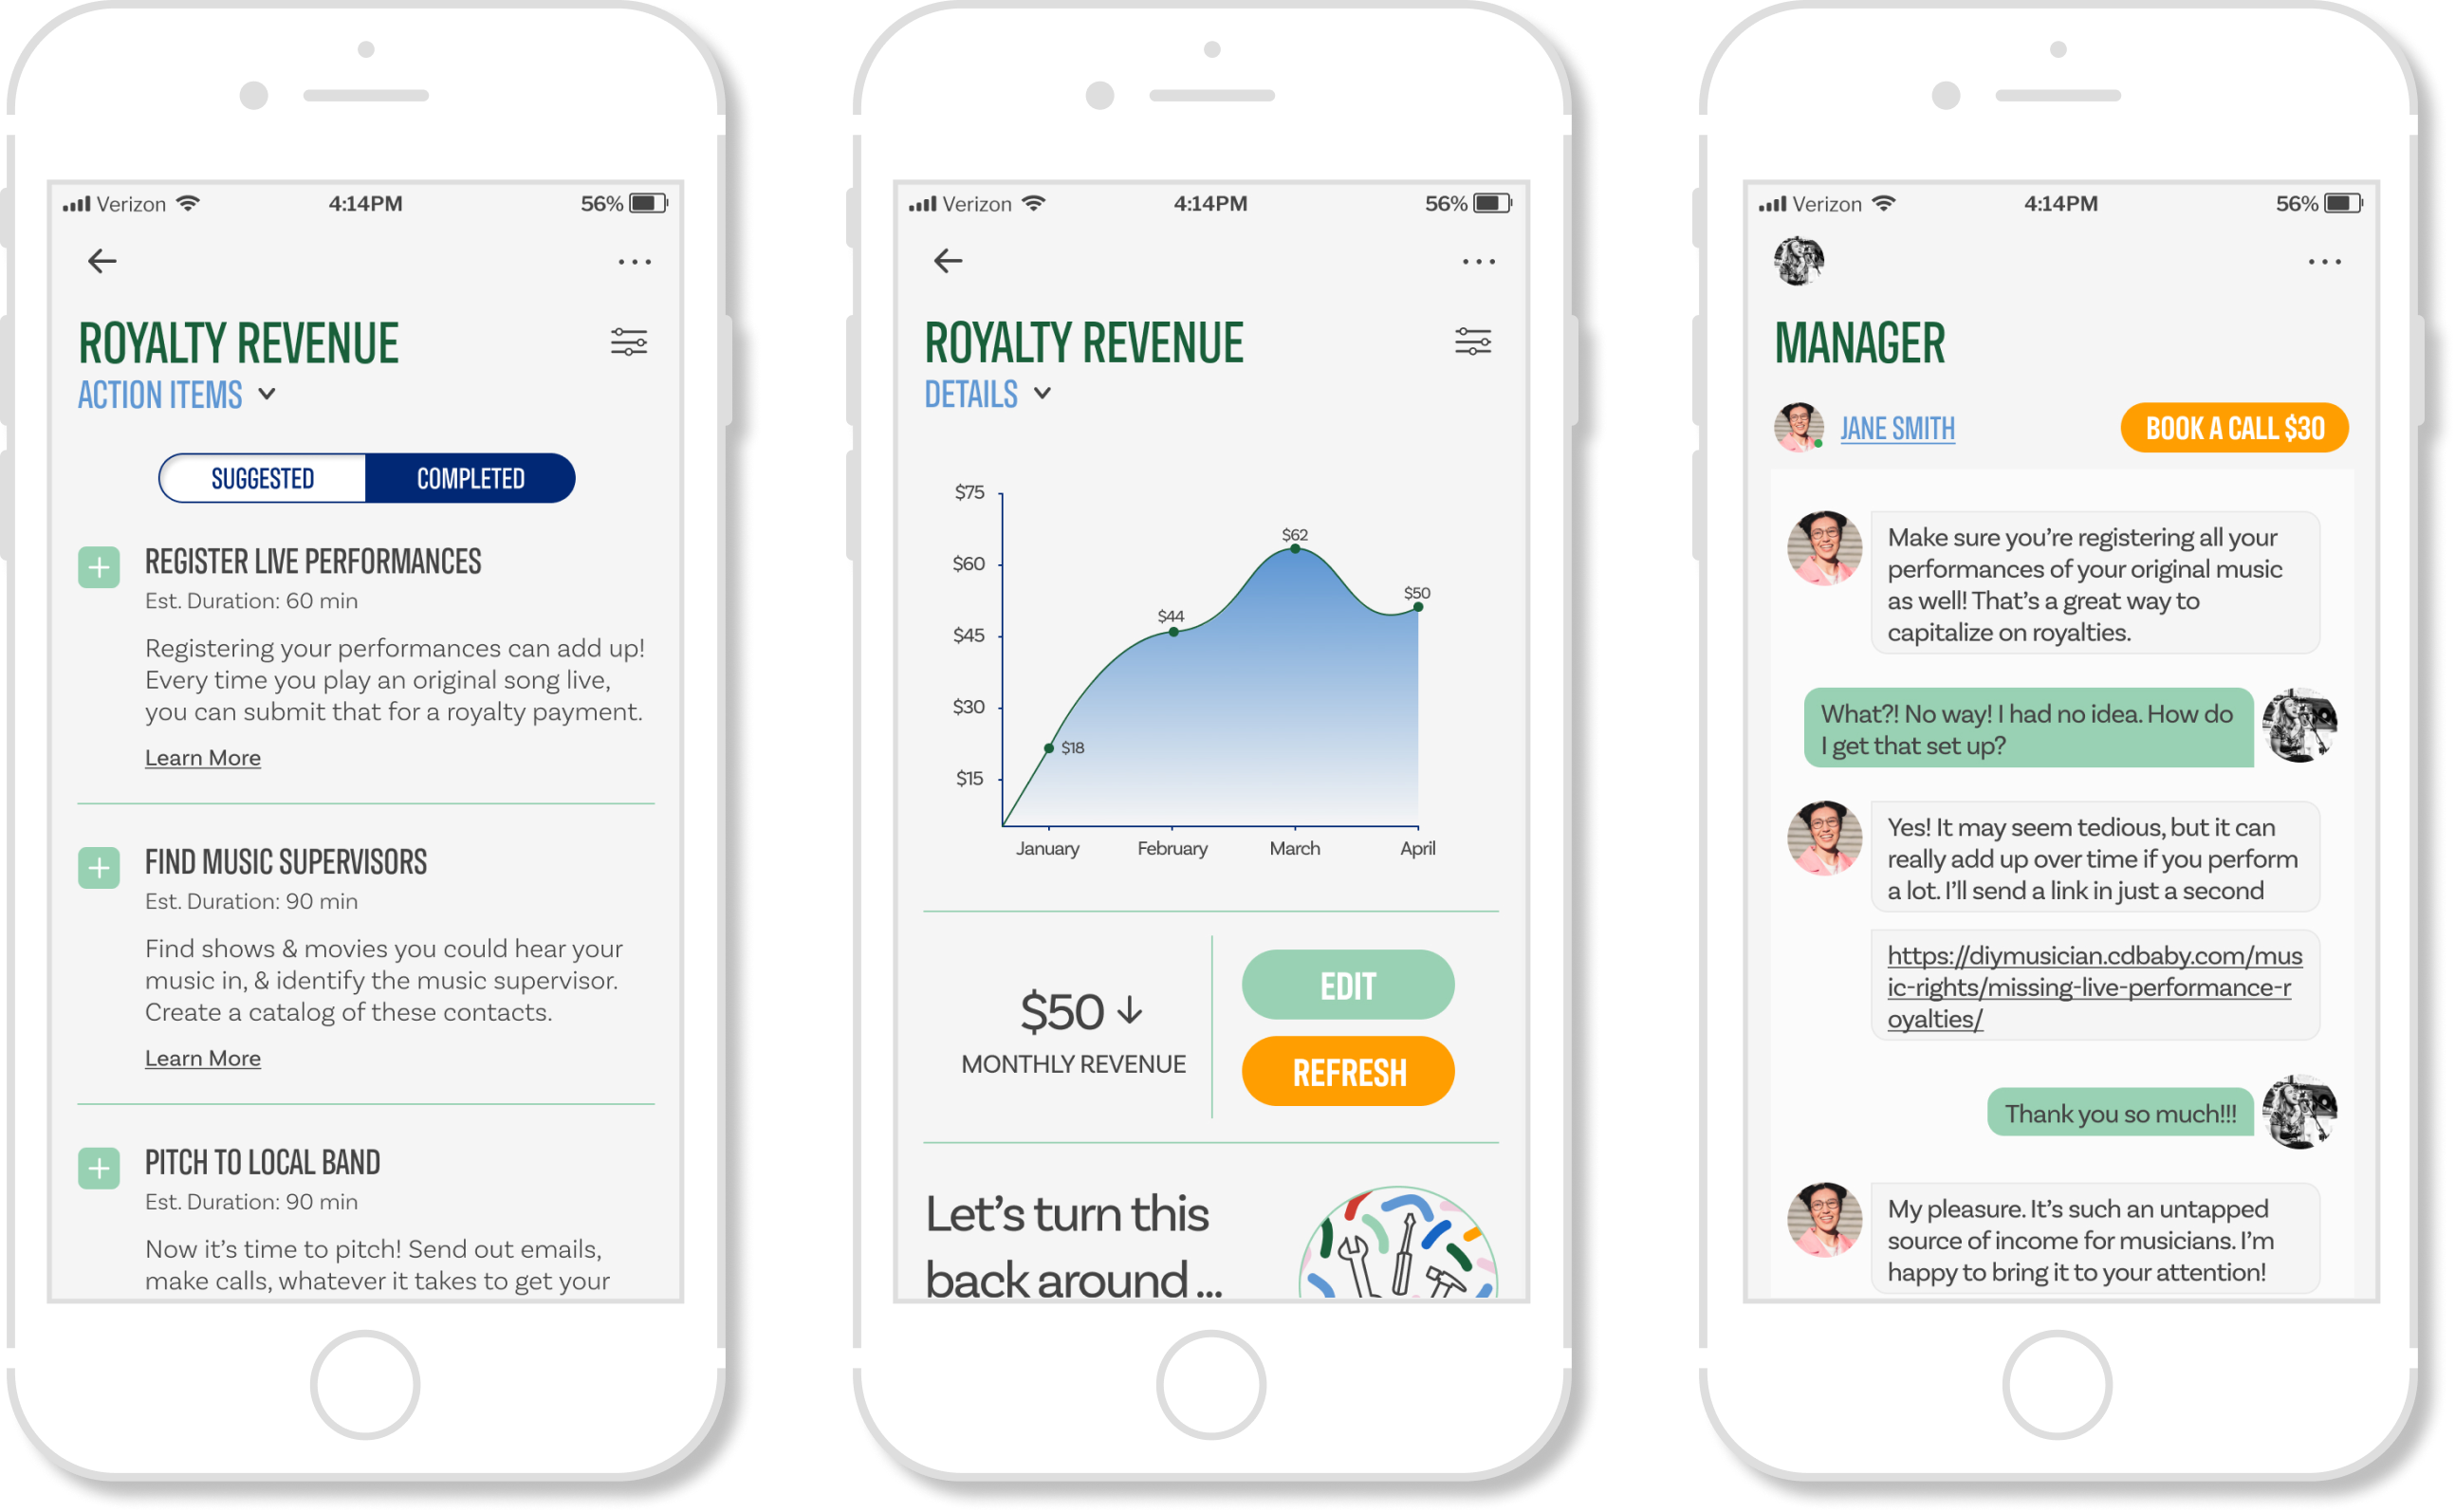 Verizon 4:14PM 56%
ROYALTY REVENUE
ACTION ITEMS
SUGGESTED COMPLETED
REGISTER LIVE PERFORMANCES
Est. Duration: 60 min
Registering your performances can add up!
Every time you play an original song live,
you can submit that for a royalty payment.
Learn More
FIND MUSIC SUPERVISORS
Est. Duration: 90 min
Find shows & movies you could hear your
music in, & identify the music supervisor.
Create a catalog of these contacts.
Learn More
PITCH TO LOCAL BAND
Est. Duration: 90 min
Now it's time to pitch! Send out emails,
make calls, whatever it takes to get your
Verizon 4:14PM 56%
ROYALTY REVENUE
DETAILS
$75
$60
$45
$30
$15
$18
$44
$62
$50
January February March April
$50
MONTHLY REVENUE
EDIT
REFRESH
Let's turn this
back around ...
Verizon 4:14PM 56%
MANAGER
JANE SMITH BOOK A CALL $30
Make sure you're registering all your
performances of your original music
as well! That's a great way to
capitalize on royalties.
What?! No way! I had no idea. How do
I get that set up?
Yes! It may seem tedious, but it can
really add up over time if you perform
a lot. I'll send a link in just a second
https://diymusician.cdbaby.com/mus
ic-rights/missing-live-performance-r
oyalties/
Thank you so much!!!
My pleasure. It's such an untapped
source of income for musicians. I'm
happy to bring it to your attention!